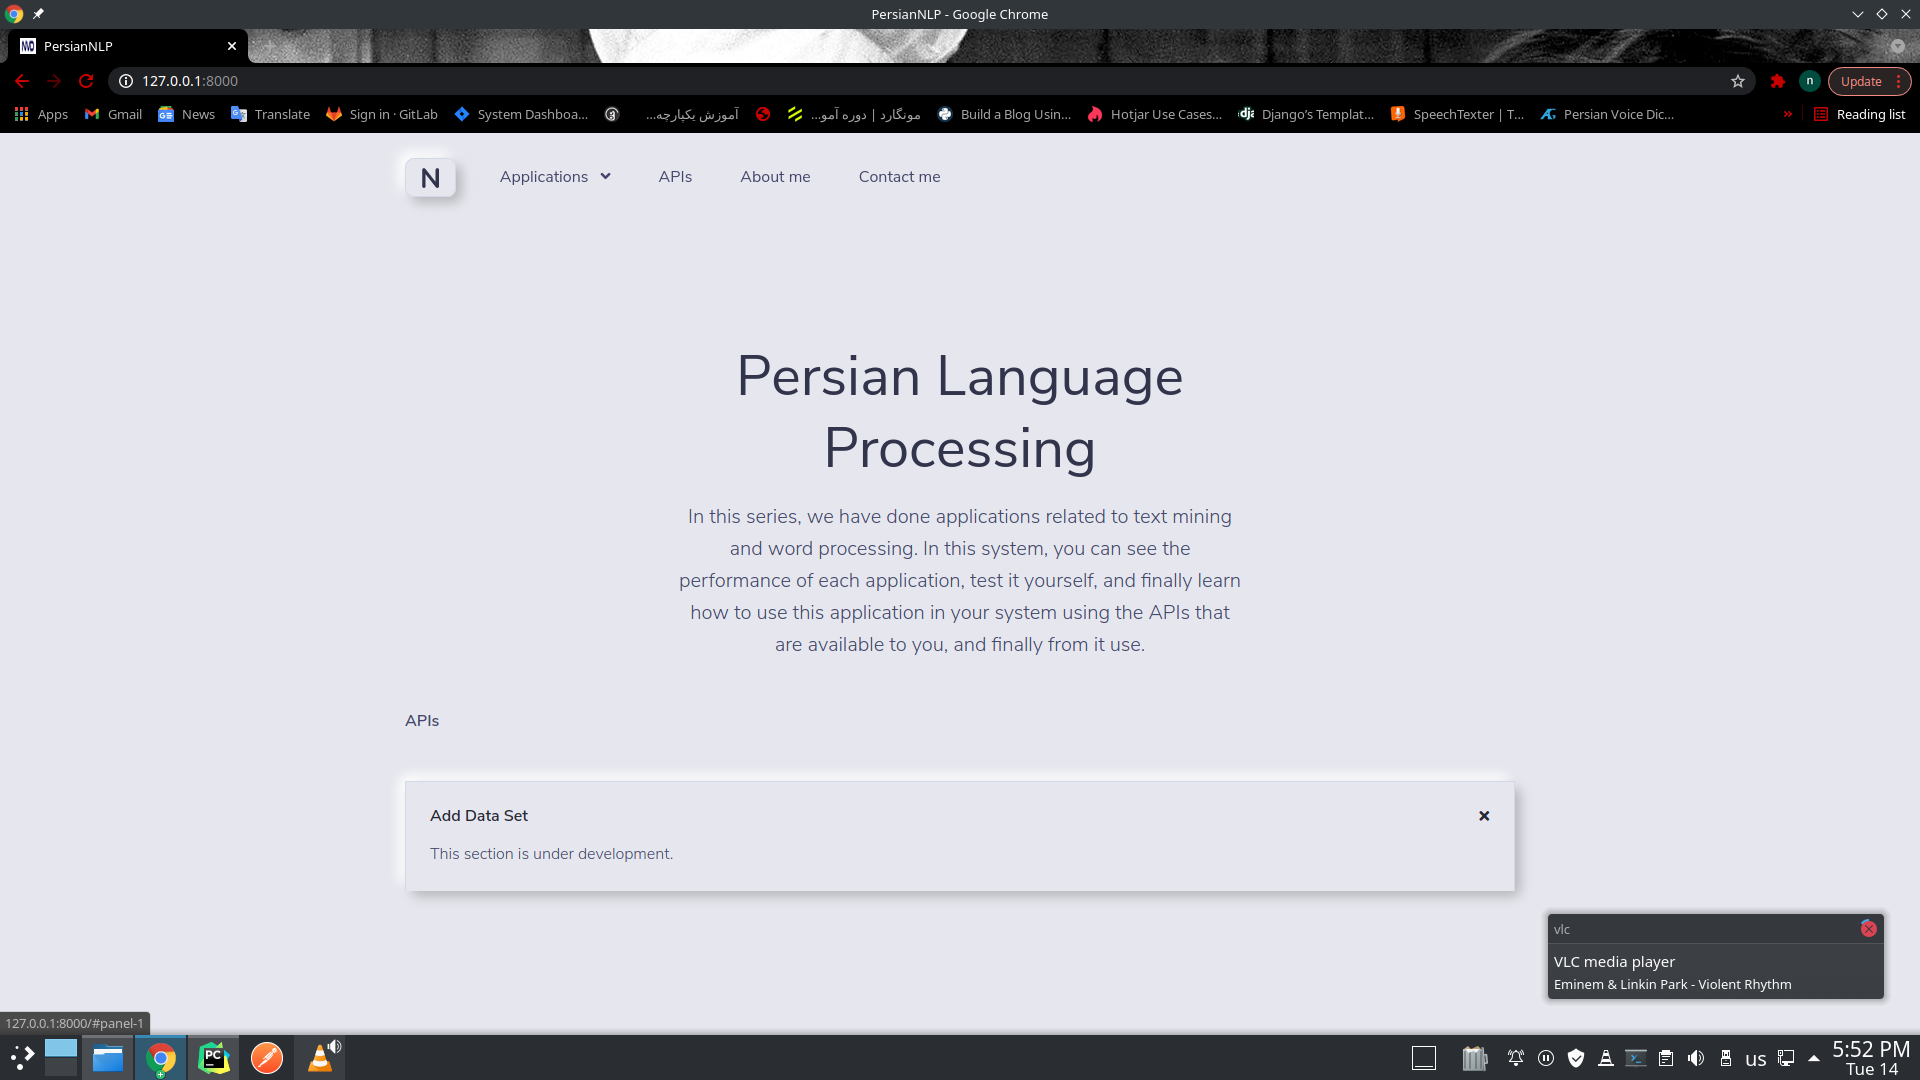 PersianNLP - Google Chrome
PersianNLP
127.0.0.1:8000
Update
Apps
Gmail
News
Translate
Sign in · GitLab
System Dashboa...
آموزش یکپارچه...
مونگارد | دوره آمو...
Build a Blog Usin...
Hotjar Use Cases...
Django's Templat...
SpeechTexter | T...
Persian Voice Dic...
Reading list
N
Applications
APIs
About me
Contact me
Persian Language
Processing
In this series, we have done applications related to text mining
and word processing. In this system, you can see the
performance of each application, test it yourself, and finally learn
how to use this application in your system using the APIs that
are available to you, and finally from it use.
APIs
Add Data Set
This section is under development.
vlc
VLC media player
Eminem & Linkin Park - Violent Rhythm
127.0.0.1:8000/#panel-1
PC
us
5:52 PM
Tue 14